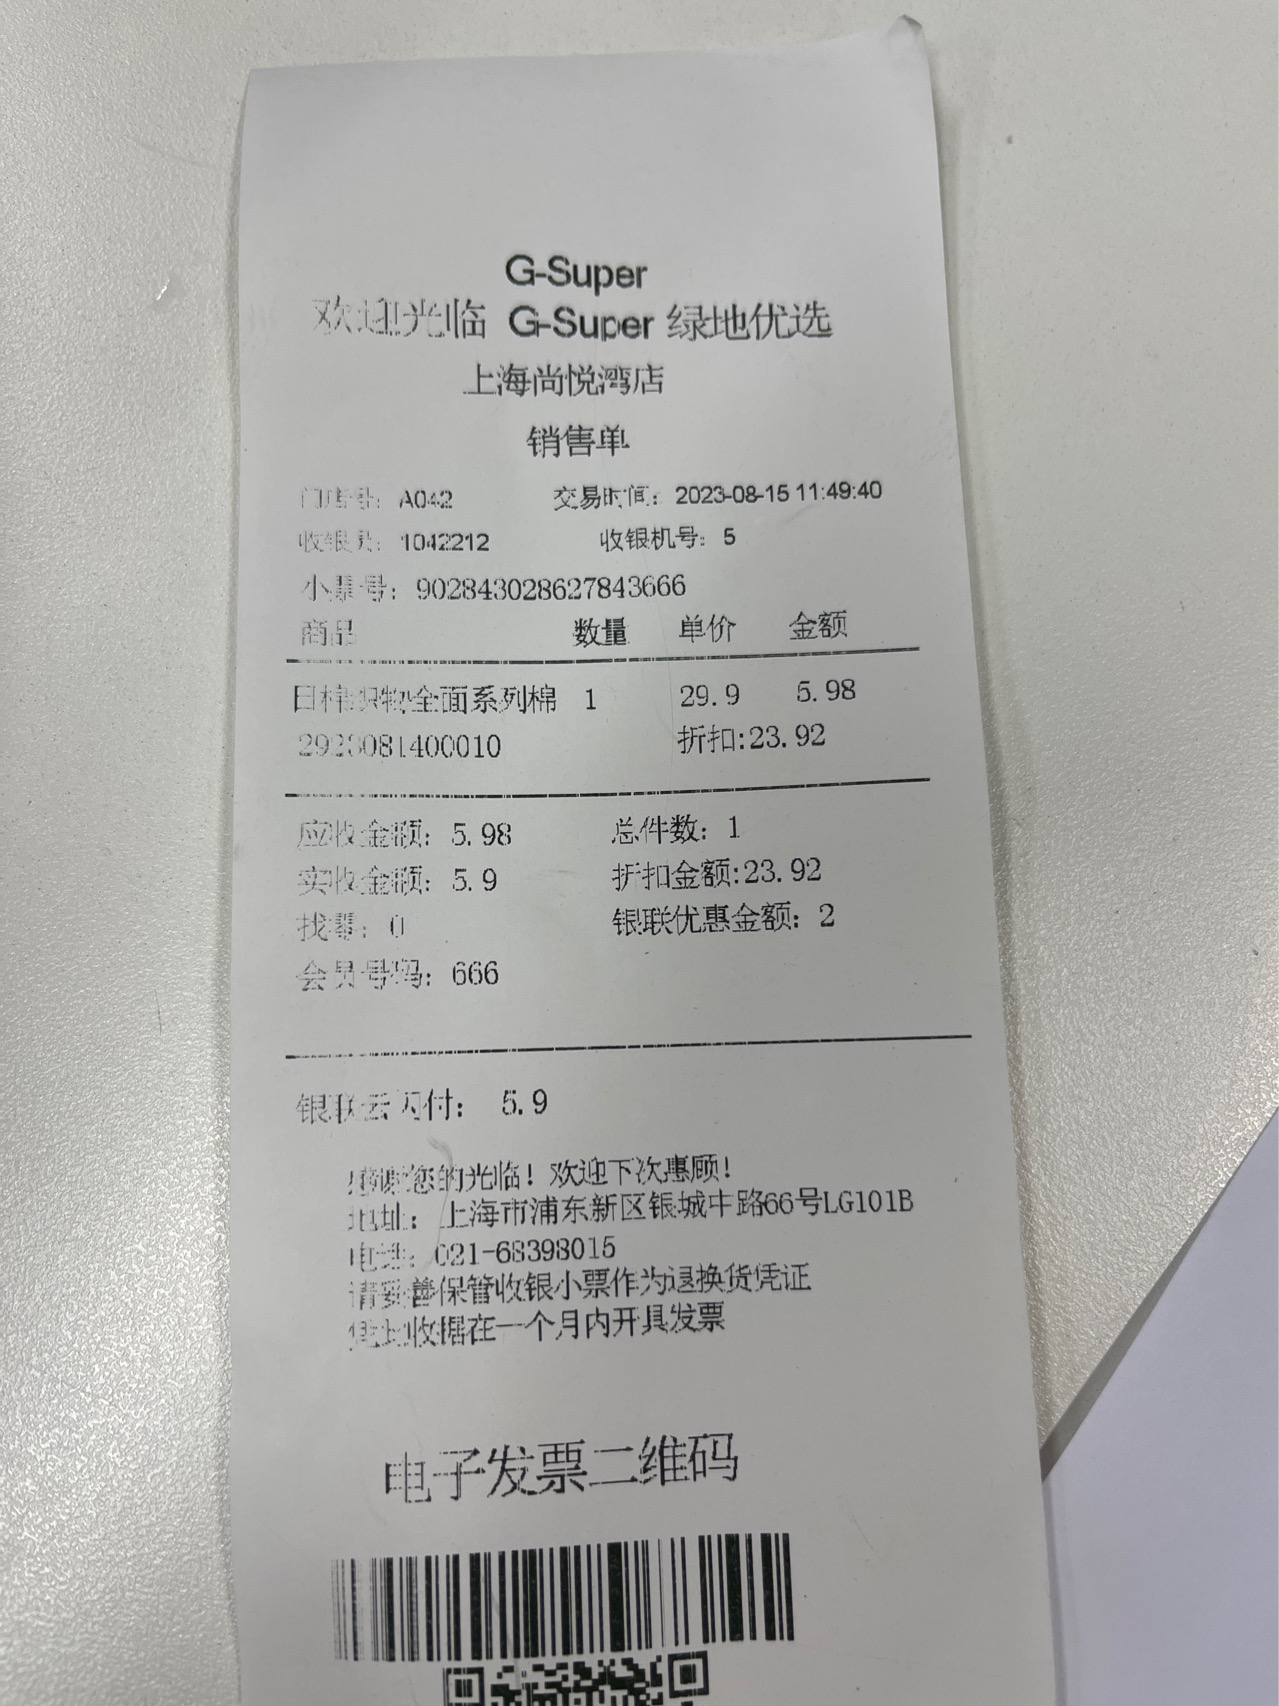 G-Super
欢迎光临 G-Super 绿地优选
上海尚悦湾店
销售单
门店号: A042 交易时间: 2023-08-15 11:49:40
收银员: 1042212 收银机号: 5
小票号: 902843028627843666
商品 数量 单价 金额
日棉织物全面系列棉 1 29.9 5.98
2923081400010 折扣:23.92
应收金额: 5.98 总件数: 1
实收金额: 5.9 折扣金额:23.92
找零: 0 银联优惠金额: 2
会员号码: 666
银联云闪付: 5.9
感谢您的光临! 欢迎下次惠顾!
地址: 上海市浦东新区银城中路66号LG101B
电话: 021-68398015
请妥善保管收银小票作为退换货凭证
凭此收据在一个月内开具发票
电子发票二维码